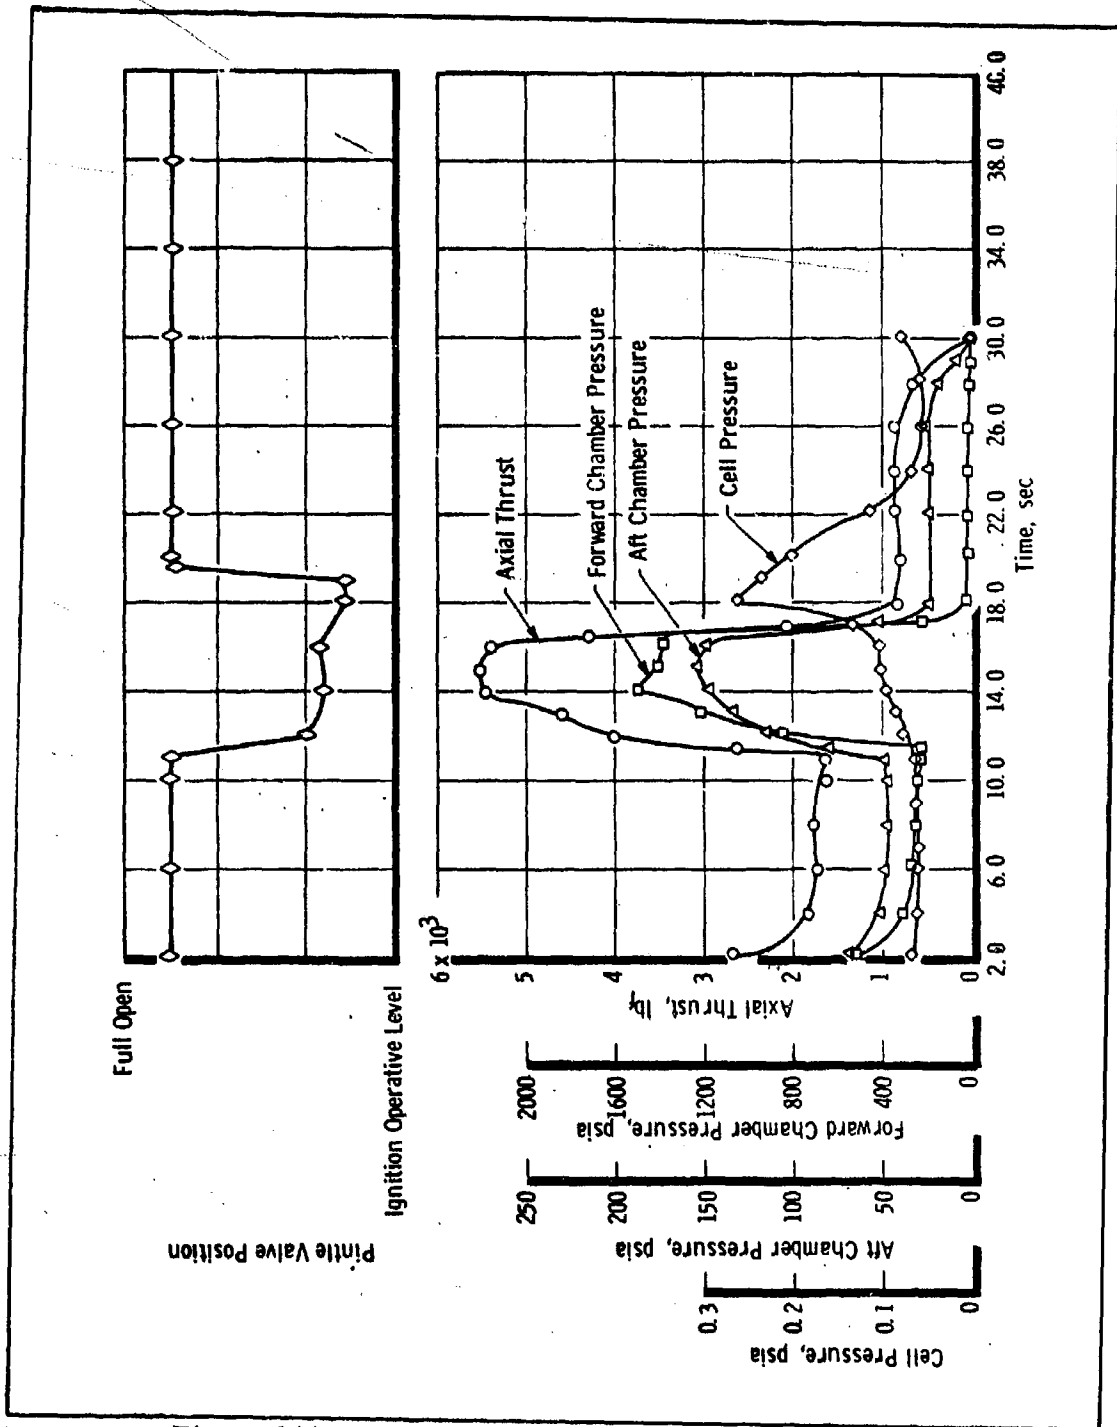 Full Open
Pintle Valve Position
Ignition Operative Level
6 x 10³
5
4
3
2
1
0
Axial Thrust, lbf
2000
1600
1200
800
400
0
Forward Chamber Pressure, psia
250
200
150
100
50
0
Aft Chamber Pressure, psia
0.3
0.2
0.1
0
Cell Pressure, psia
Axial Thrust
Forward Chamber Pressure
Aft Chamber Pressure
Cell Pressure
2.0
6.0
10.0
14.0
18.0
22.0
26.0
30.0
34.0
38.0
40.0
Time, sec